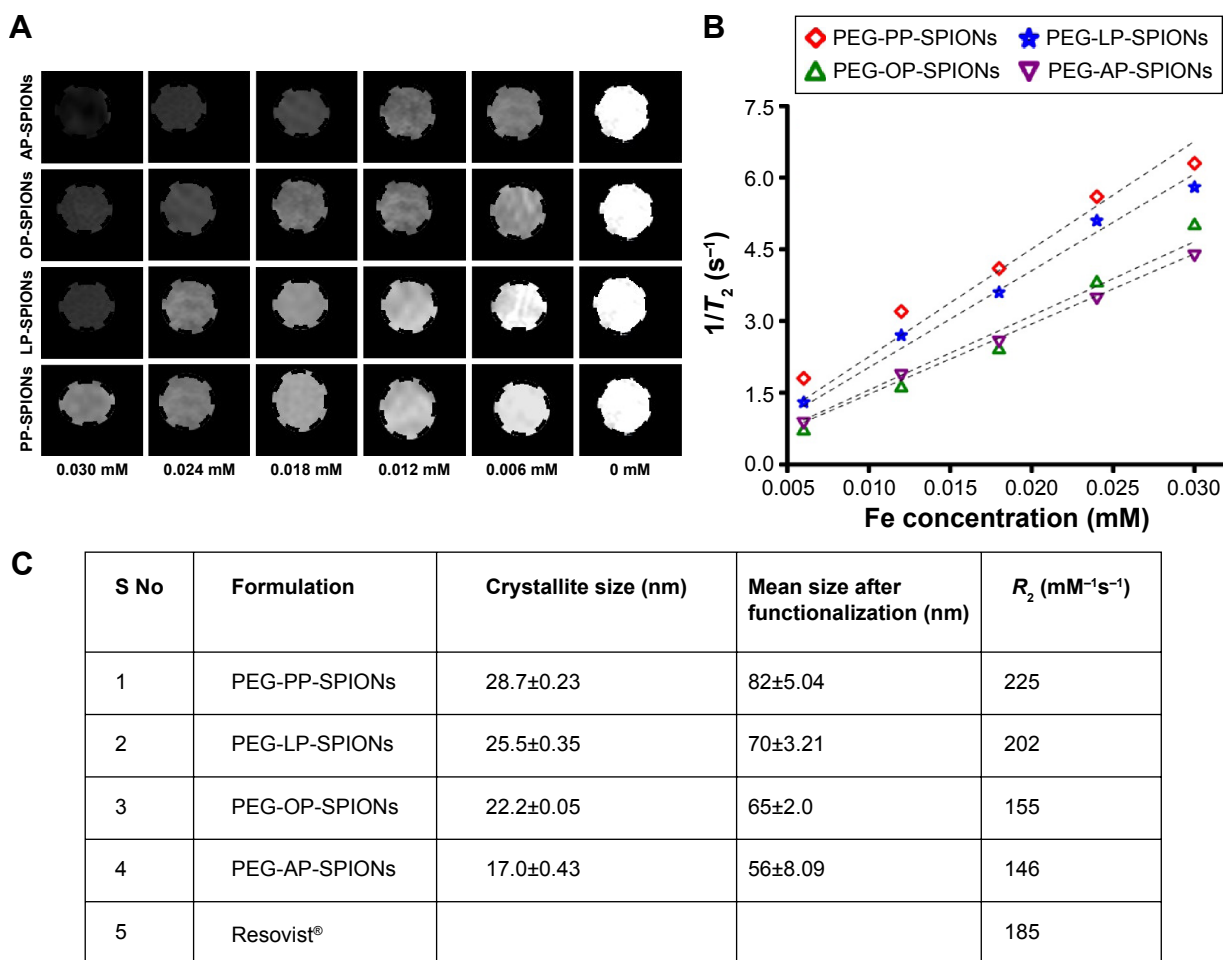 A
AP-SPIONs
OP-SPIONs
LP-SPIONs
PP-SPIONs
0.030 mM 0.024 mM 0.018 mM 0.012 mM 0.006 mM 0 mM
B
PEG-PP-SPIONs PEG-LP-SPIONs
PEG-OP-SPIONs PEG-AP-SPIONs
1/T₂ (s⁻¹)
7.5
6.0
4.5
3.0
1.5
0.0
0.005 0.010 0.015 0.020 0.025 0.030
Fe concentration (mM)
C
S No Formulation Crystallite size (nm) Mean size after functionalization (nm) R₂ (mM⁻¹s⁻¹)
1 PEG-PP-SPIONs 28.7±0.23 82±5.04 225
2 PEG-LP-SPIONs 25.5±0.35 70±3.21 202
3 PEG-OP-SPIONs 22.2±0.05 65±2.0 155
4 PEG-AP-SPIONs 17.0±0.43 56±8.09 146
5 Resovist® 185